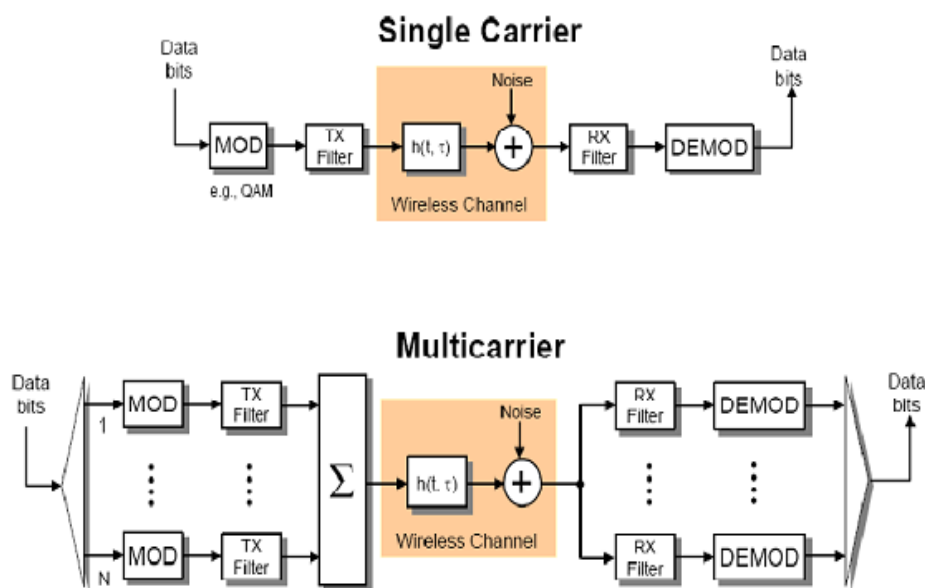 Single Carrier
Data
bits
Noise
Data
bits
MOD
TX
Filter
h(t, τ)
+
RX
Filter
DEMOD
e.g., QAM
Wireless Channel
Multicarrier
Data
bits
MOD
TX
Filter
1
Σ
Noise
h(t, τ)
+
Wireless Channel
RX
Filter
DEMOD
Data
bits
MOD
TX
Filter
N
RX
Filter
DEMOD